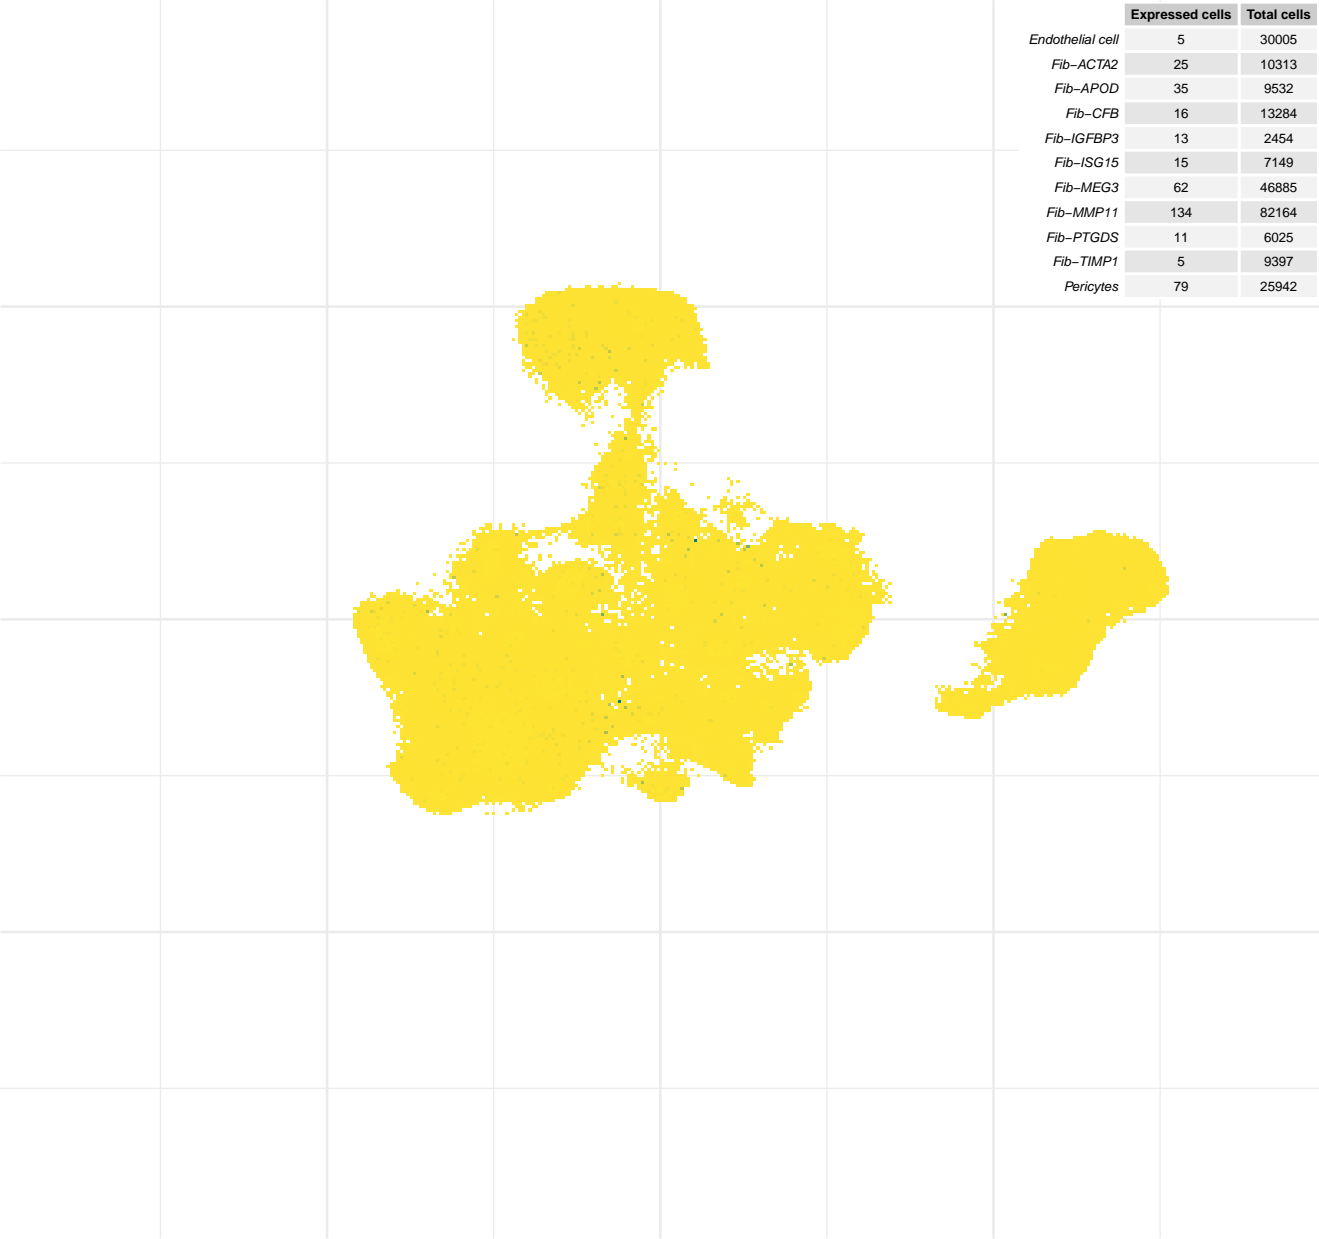 Expressed cells Total cells
Endothelial cell 5 30005
Fib−ACTA2 25 10313
Fib−APOD 35 9532
Fib−CFB 16 13284
Fib−IGFBP3 13 2454
Fib−ISG15 15 7149
Fib−MEG3 62 46885
Fib−MMP11 134 82164
Fib−PTGDS 11 6025
Fib−TIMP1 5 9397
Pericytes 79 25942